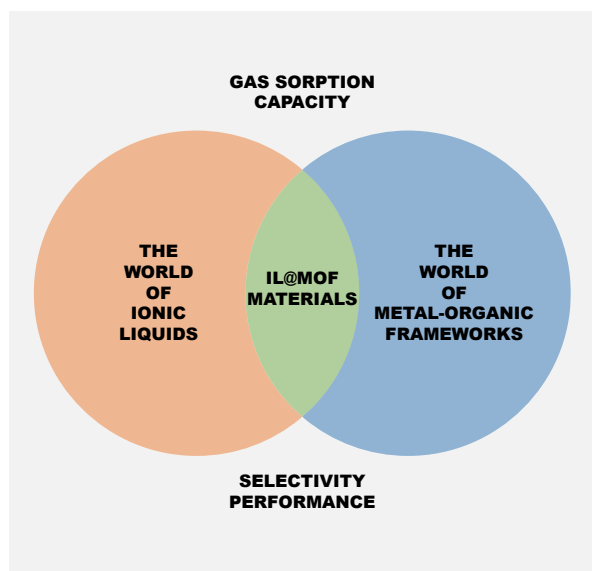 GAS SORPTION
CAPACITY
THE
WORLD
OF
IONIC
LIQUIDS
IL@MOF
MATERIALS
THE
WORLD
OF
METAL-ORGANIC
FRAMEWORKS
SELECTIVITY
PERFORMANCE